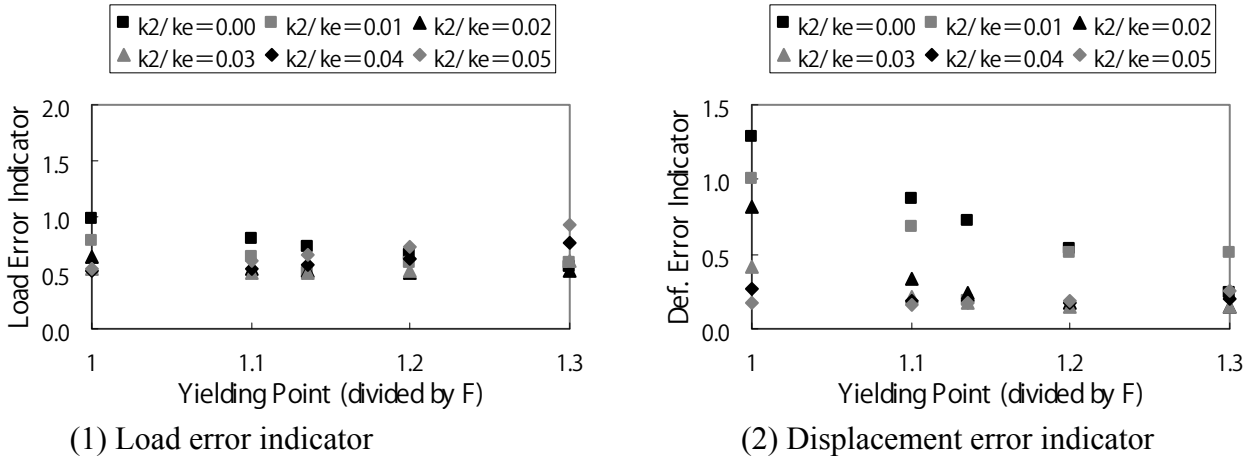 k2/ke=0.00 k2/ke=0.01 k2/ke=0.02
k2/ke=0.03 k2/ke=0.04 k2/ke=0.05
Load Error Indicator
2.0
1.5
1.0
0.5
0.0
1 1.1 1.2 1.3
Yielding Point (divided by F)
(1) Load error indicator
k2/ke=0.00 k2/ke=0.01 k2/ke=0.02
k2/ke=0.03 k2/ke=0.04 k2/ke=0.05
Def. Error Indicator
1.5
1.0
0.5
0.0
1 1.1 1.2 1.3
Yielding Point (divided by F)
(2) Displacement error indicator